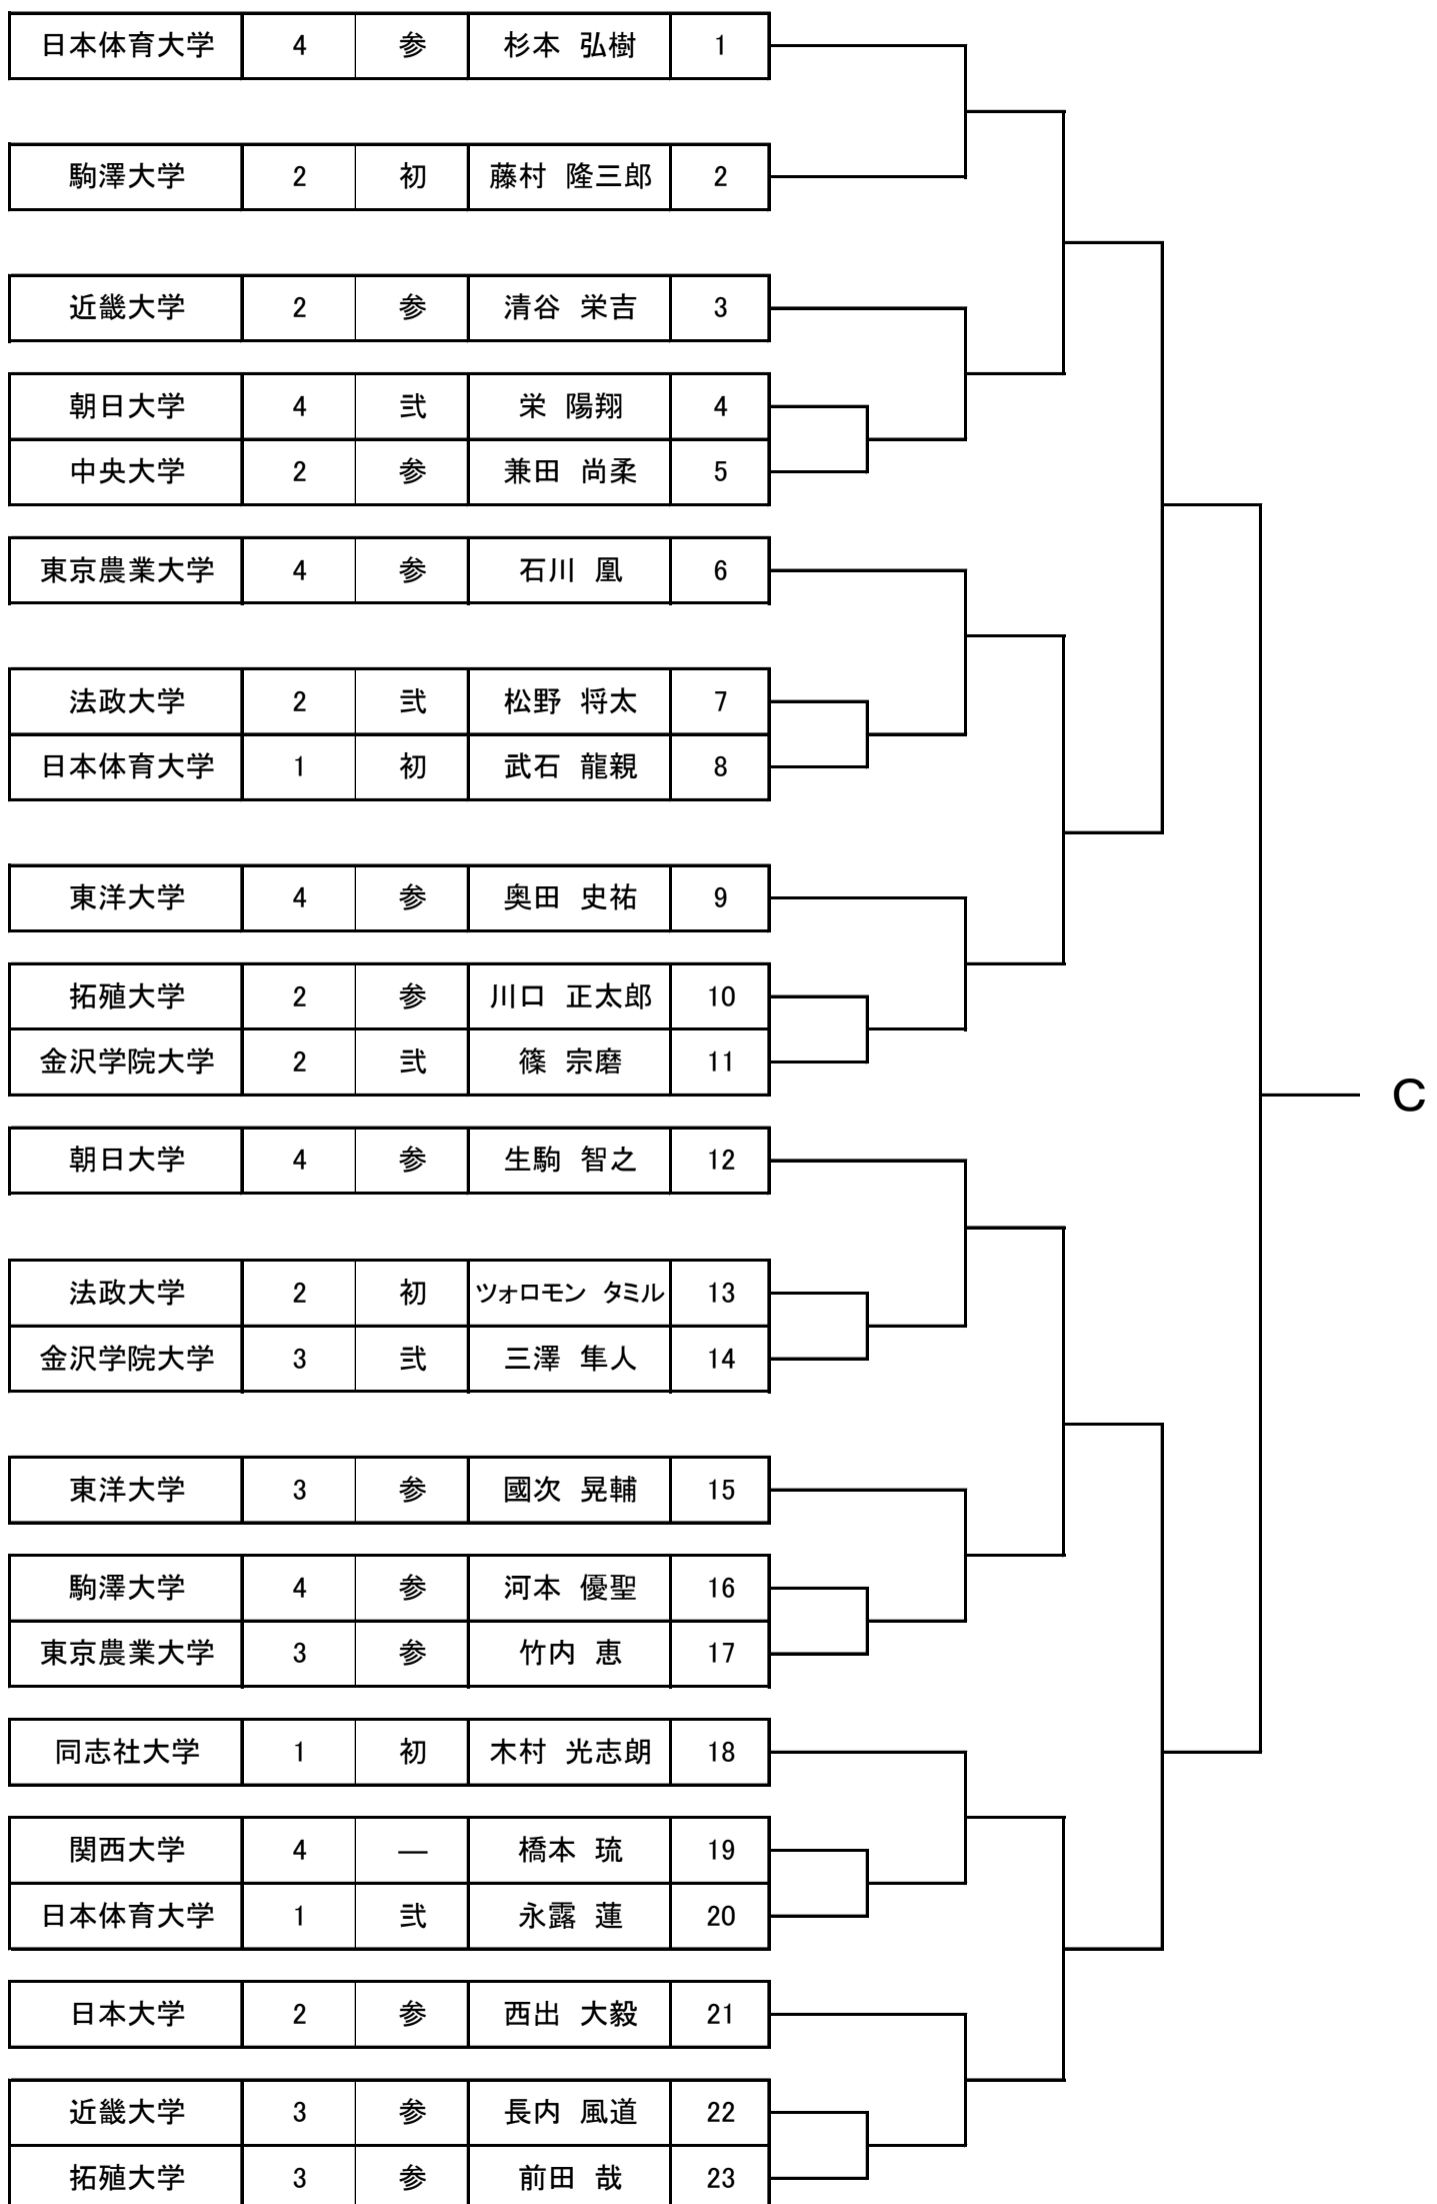 日本体育大学 4 参 杉本 弘樹 1
駒澤大学 2 初 藤村 隆三郎 2
近畿大学 2 参 清谷 栄吉 3
朝日大学 4 弐 栄 陽翔 4
中央大学 2 参 兼田 尚柔 5
東京農業大学 4 参 石川 凰 6
法政大学 2 弐 松野 将太 7
日本体育大学 1 初 武石 龍親 8
東洋大学 4 参 奥田 史祐 9
拓殖大学 2 参 川口 正太郎 10
金沢学院大学 2 弐 篠 宗磨 11
C
朝日大学 4 参 生駒 智之 12
法政大学 2 初 ツォロモン タミル 13
金沢学院大学 3 弐 三澤 隼人 14
東洋大学 3 参 國次 晃輔 15
駒澤大学 4 参 河本 優聖 16
東京農業大学 3 参 竹内 恵 17
同志社大学 1 初 木村 光志朗 18
関西大学 4 — 橋本 琉 19
日本体育大学 1 弐 永露 蓮 20
日本大学 2 参 西出 大毅 21
近畿大学 3 参 長内 風道 22
拓殖大学 3 参 前田 哉 23